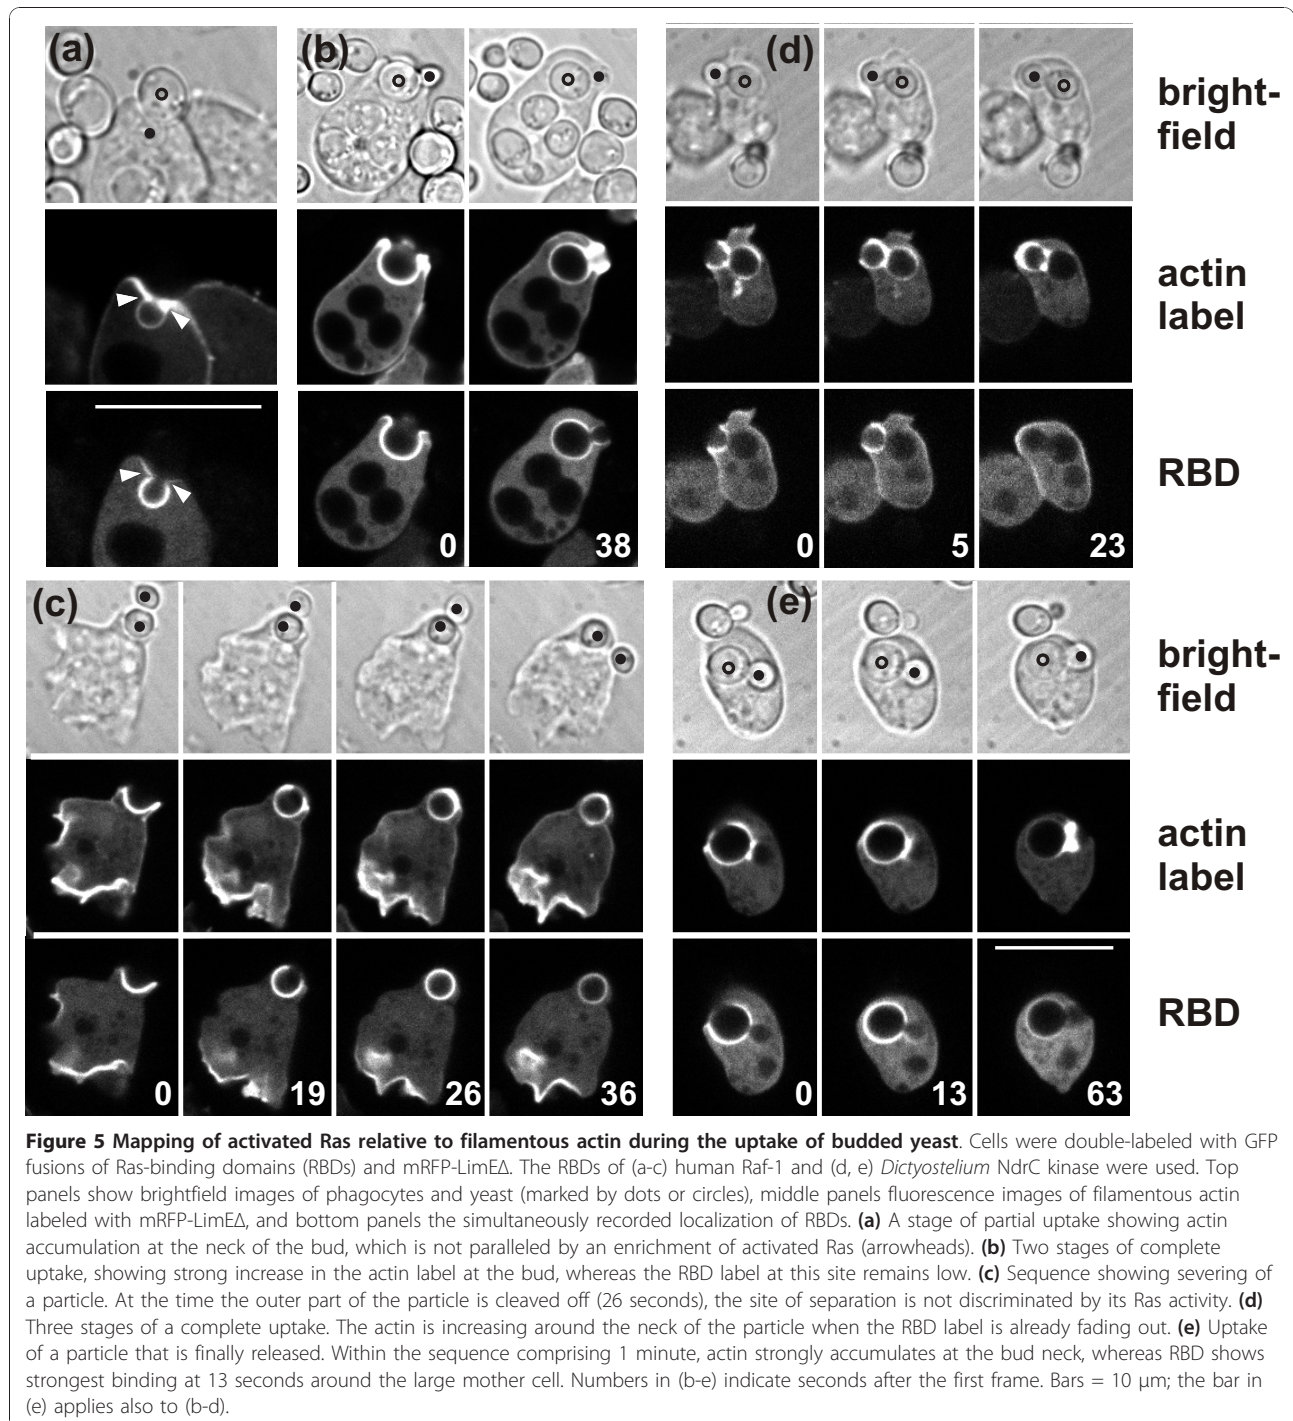 (a)
(b)
(d)
bright-
field
actin
label
RBD
0
38
0
5
23
(c)
(e)
bright-
field
actin
label
RBD
0
19
26
36
0
13
63
Figure 5 Mapping of activated Ras relative to filamentous actin during the uptake of budded yeast. Cells were double-labeled with GFP
fusions of Ras-binding domains (RBDs) and mRFP-LimEΔ. The RBDs of (a-c) human Raf-1 and (d, e) Dictyostelium NdrC kinase were used. Top
panels show brightfield images of phagocytes and yeast (marked by dots or circles), middle panels fluorescence images of filamentous actin
labeled with mRFP-LimEΔ, and bottom panels the simultaneously recorded localization of RBDs. (a) A stage of partial uptake showing actin
accumulation at the neck of the bud, which is not paralleled by an enrichment of activated Ras (arrowheads). (b) Two stages of complete
uptake, showing strong increase in the actin label at the bud, whereas the RBD label at this site remains low. (c) Sequence showing severing of
a particle. At the time the outer part of the particle is cleaved off (26 seconds), the site of separation is not discriminated by its Ras activity. (d)
Three stages of a complete uptake. The actin is increasing around the neck of the particle when the RBD label is already fading out. (e) Uptake
of a particle that is finally released. Within the sequence comprising 1 minute, actin strongly accumulates at the bud neck, whereas RBD shows
strongest binding at 13 seconds around the large mother cell. Numbers in (b-e) indicate seconds after the first frame. Bars = 10 μm; the bar in
(e) applies also to (b-d).